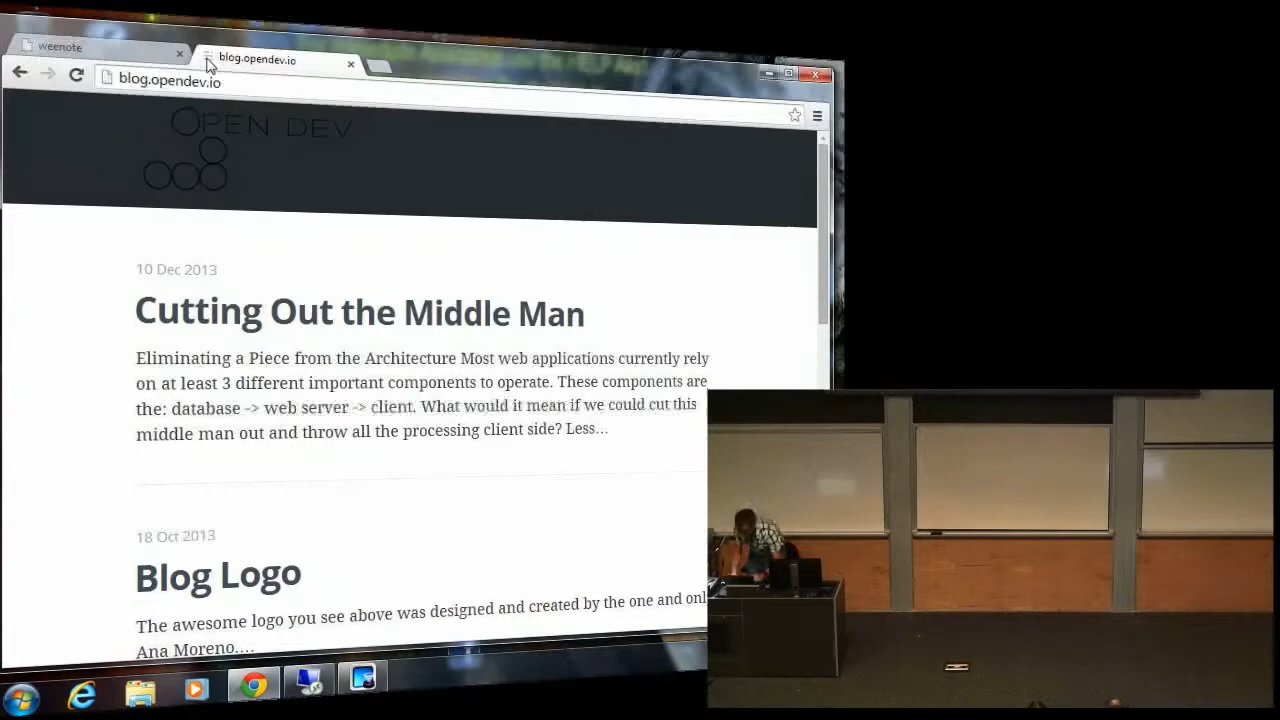 weenote
blog.opendev.io
blog.opendev.io
OPEN DEV
10 Dec 2013
Cutting Out the Middle Man
Eliminating a Piece from the Architecture Most web applications currently rely
on at least 3 different important components to operate. These components are
the: database -> web server -> client. What would it mean if we could cut this
middle man out and throw all the processing client side? Less...
18 Oct 2013
Blog Logo
The awesome logo you see above was designed and created by the one and onl
Ana Moreno....